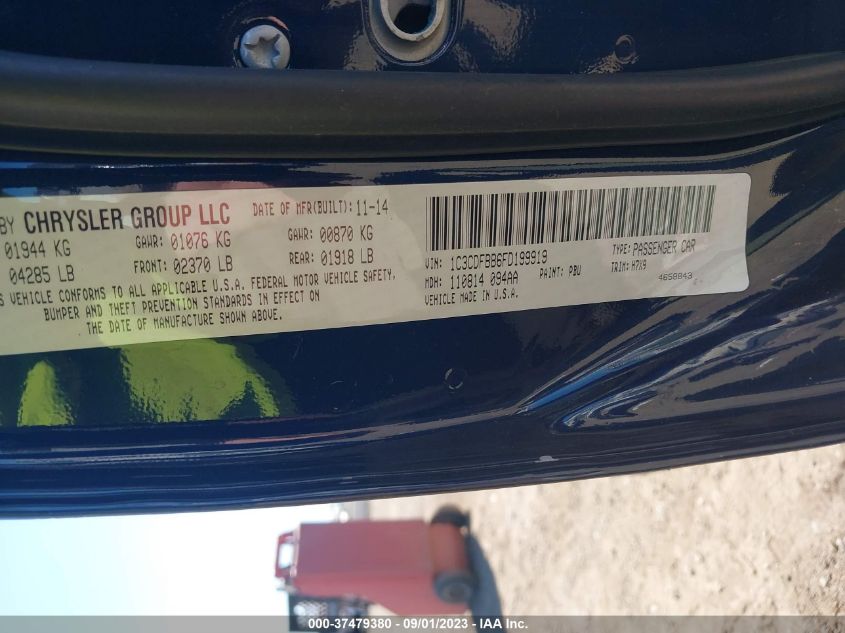 BY CHRYSLER GROUP LLC DATE OF MFR(BUILT): 11-14
01944 KG GAWR: 01076 KG GAWR: 00870 KG
04285 LB FRONT: 02370 LB REAR: 01918 LB
S VEHICLE CONFORMS TO ALL APPLICABLE U.S.A. FEDERAL MOTOR VEHICLE SAFETY,
BUMPER AND THEFT PREVENTION STANDARDS IN EFFECT ON
THE DATE OF MANUFACTURE SHOWN ABOVE.
VIN: 1C3CDFBB6FD199919 TYPE: PASSENGER CAR
MDH: 110814 094AA PAINT: PBU TRIM: H7X9
VEHICLE MADE IN U.S.A. 4658843
000-37479380 - 09/01/2023 - IAA Inc.